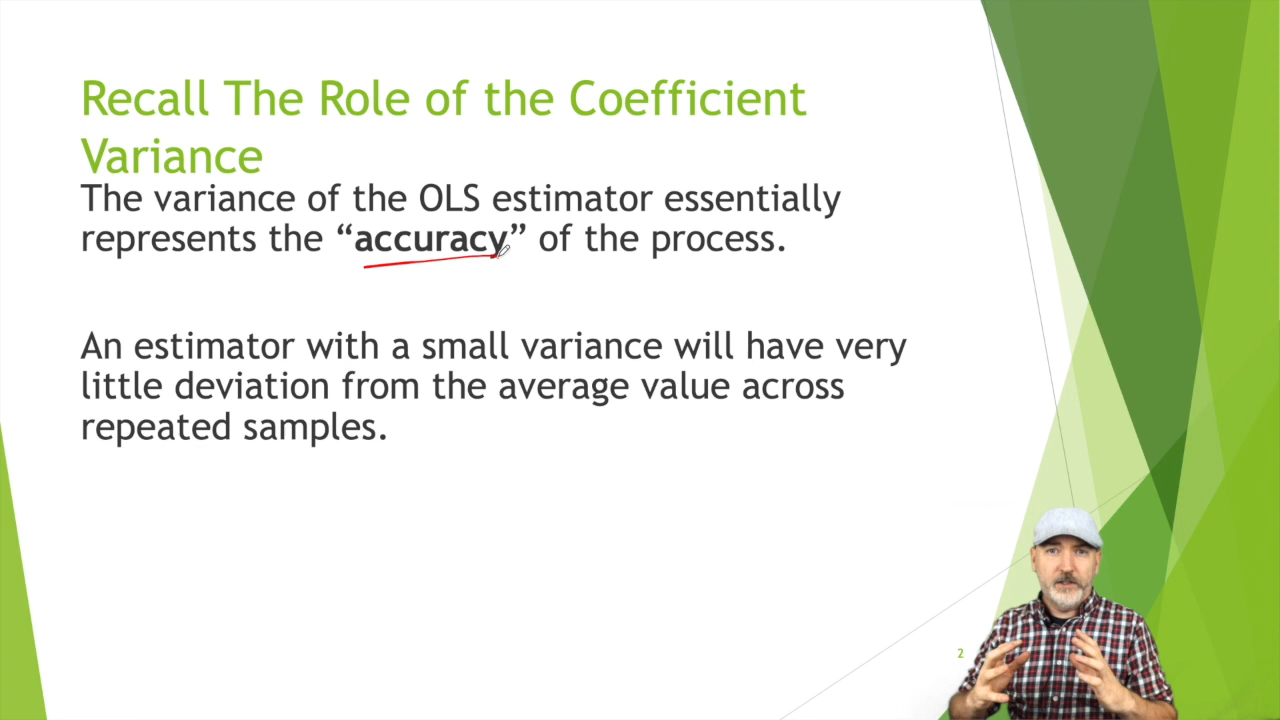 Recall The Role of the Coefficient
Variance
The variance of the OLS estimator essentially
represents the “accuracy” of the process.
An estimator with a small variance will have very
little deviation from the average value across
repeated samples.
2